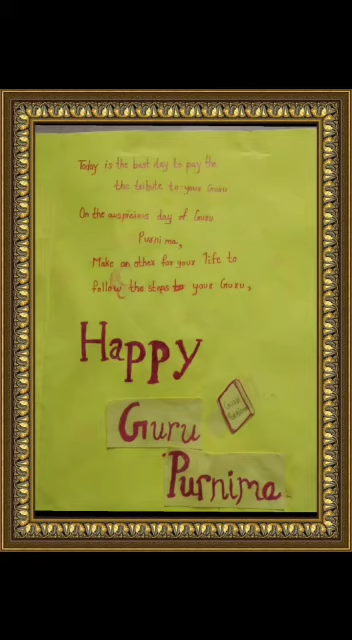 Today is the best day to pay the
the tribute to your Guru
On the auspicious day of Guru
Purnima,
Make an other for your life to
follow the steps to your Guru,
Happy
Guru
Purnima